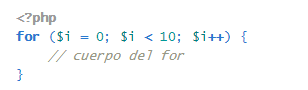 <?php
for ($i = 0; $i < 10; $i++) {
    // cuerpo del for
}